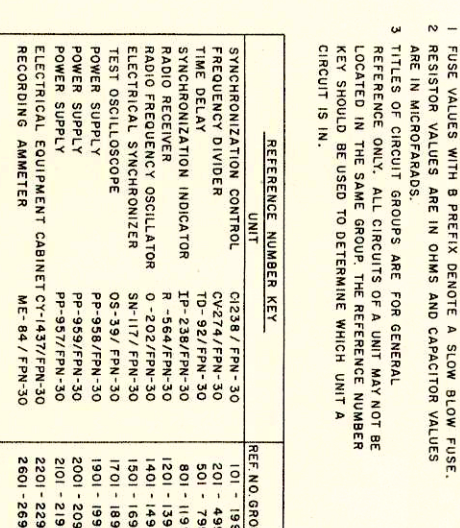 1 FUSE VALUES WITH B PREFIX DENOTE A SLOW BLOW FUSE.
2 RESISTOR VALUES ARE IN OHMS AND CAPACITOR VALUES
ARE IN MICROFARADS.
3 TITLES OF CIRCUIT GROUPS ARE FOR GENERAL
REFERENCE ONLY. ALL CIRCUITS OF A UNIT MAY NOT BE
LOCATED IN THE SAME GROUP. THE REFERENCE NUMBER
KEY SHOULD BE USED TO DETERMINE WHICH UNIT A
CIRCUIT IS IN.
REFERENCE NUMBER KEY
UNIT REF. NO. GRO
SYNCHRONIZATION CONTROL C1238 / FPN-30 101 - 199
FREQUENCY DIVIDER CV274 / FPN-30 201 - 499
TIME DELAY TD-92 / FPN-30 501 - 799
SYNCHRONIZATION INDICATOR IP-238/FPN-30 801 - 119
RADIO RECEIVER R -564/FPN-30 1201 - 139
RADIO FREQUENCY OSCILLATOR O -202/FPN-30 1401 - 149
ELECTRICAL SYNCHRONIZER SN-117 / FPN-30 1501 - 169
TEST OSCILLOSCOPE OS-39 / FPN-30 1701 - 189
POWER SUPPLY PP-958/FPN-30 1901 - 199
POWER SUPPLY PP-959/FPN-30 2001 - 209
POWER SUPPLY PP-957/FPN-30 2101 - 219
ELECTRICAL EQUIPMENT CABINET CY-1437/FPN-30 2201 - 229
RECORDING AMMETER ME-84 / FPN-30 2601 - 269